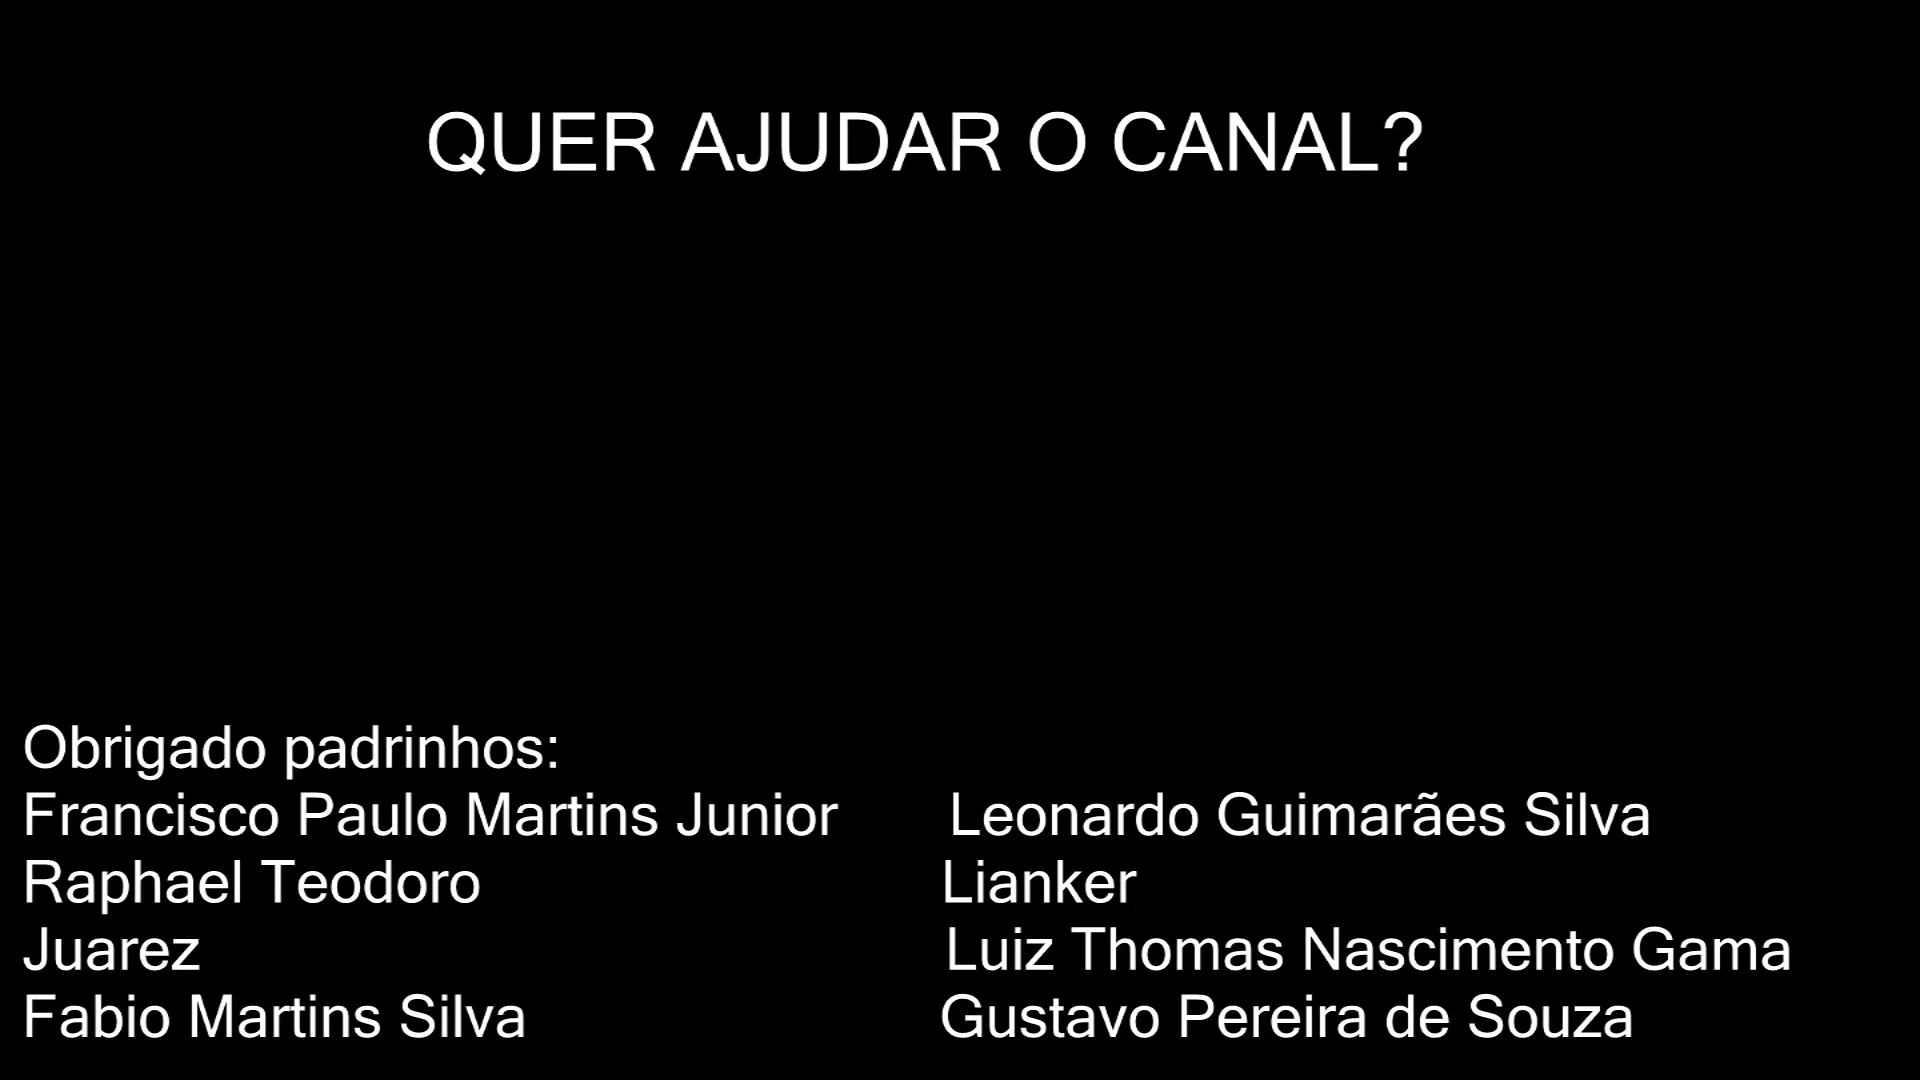 QUER AJUDAR O CANAL?
Obrigado padrinhos:
Francisco Paulo Martins Junior
Raphael Teodoro
Juarez
Fabio Martins Silva
Leonardo Guimarães Silva
Lianker
Luiz Thomas Nascimento Gama
Gustavo Pereira de Souza